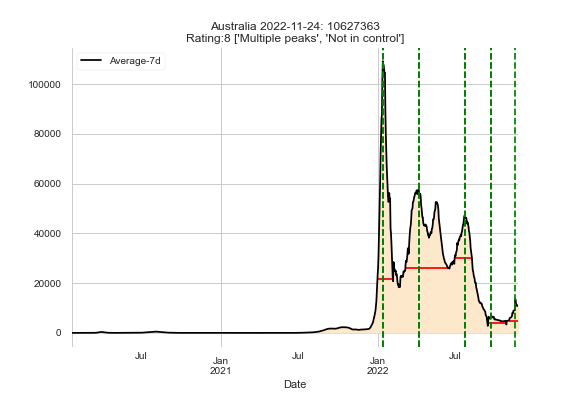 Australia 2022-11-24: 10627363
Rating:8 ['Multiple peaks', 'Not in control']
Average-7d
100000
80000
60000
40000
20000
0
Jul
Jan
2021
Jul
Jan
2022
Jul
Date